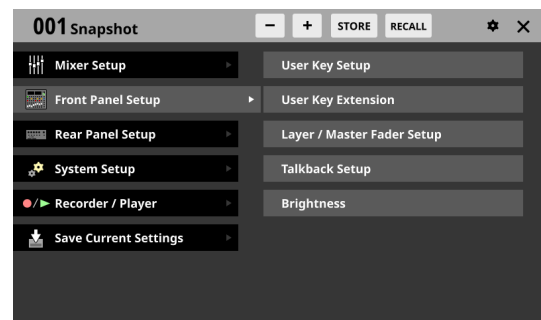 001 Snapshot
− + STORE RECALL
Mixer Setup
Front Panel Setup
Rear Panel Setup
System Setup
Recorder / Player
Save Current Settings
User Key Setup
User Key Extension
Layer / Master Fader Setup
Talkback Setup
Brightness